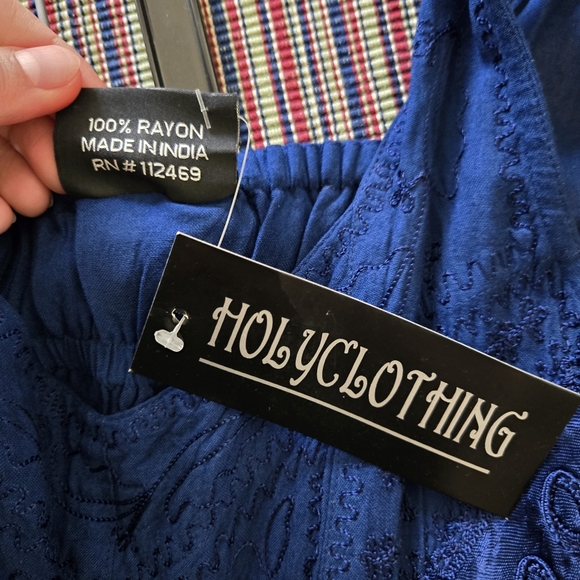 100% RAYON
MADE IN INDIA
RN # 112469
HOLYCLOTHING